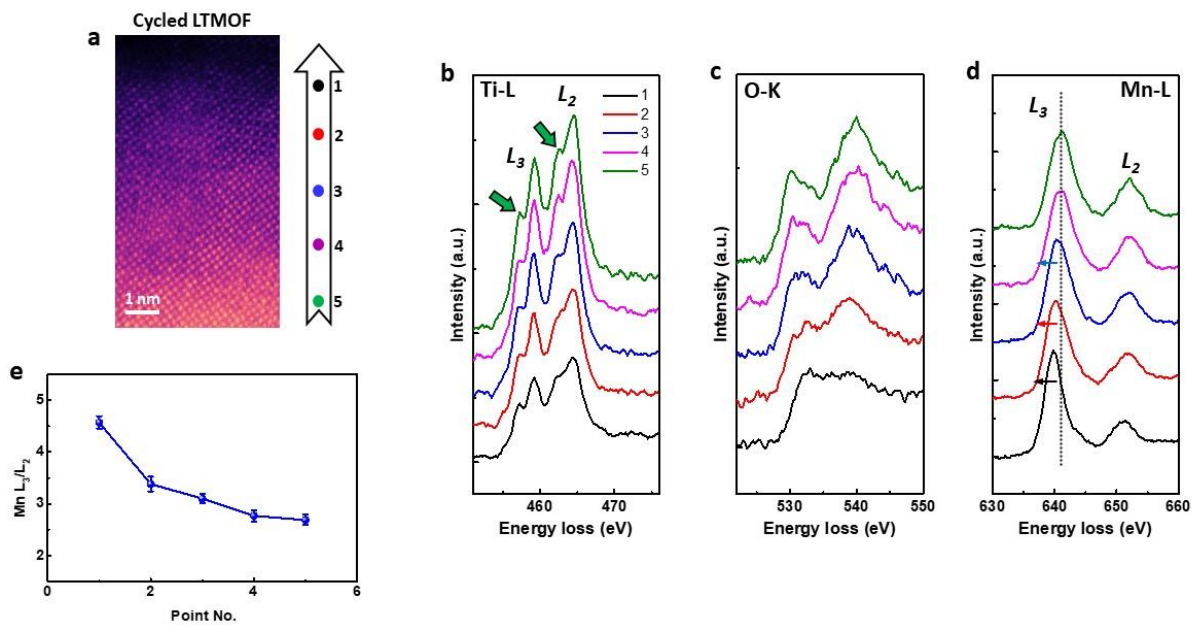 Cycled LTMOF
a
1
2
3
4
5
1 nm
b
Ti-L
L2
L3
1
2
3
4
5
Intensity (a.u.)
460
470
Energy loss (eV)
c
O-K
Intensity (a.u.)
530
540
550
Energy loss (eV)
d
Mn-L
L3
L2
Intensity (a.u.)
630
640
650
660
Energy loss (eV)
e
5
4
3
2
Mn L3/L2
0
2
4
6
Point No.